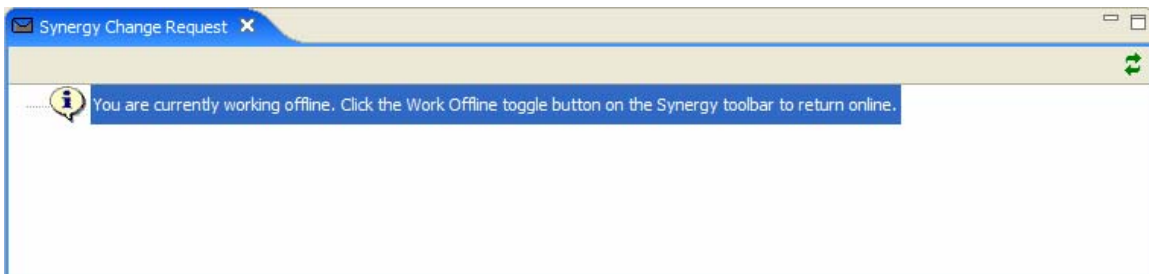 Synergy Change Request
You are currently working offline. Click the Work Offline toggle button on the Synergy toolbar to return online.